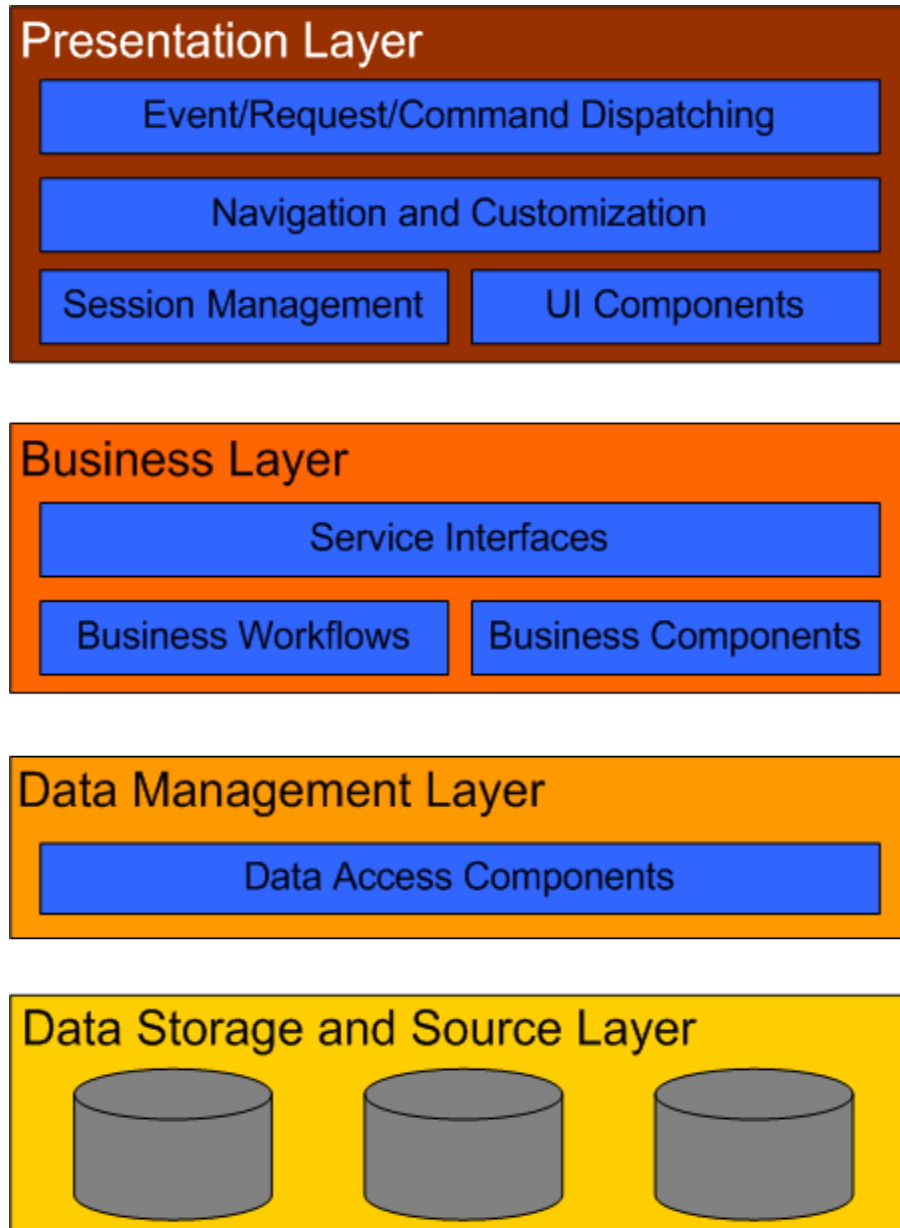 Presentation Layer
Event/Request/Command Dispatching
Navigation and Customization
Session Management
UI Components
Business Layer
Service Interfaces
Business Workflows
Business Components
Data Management Layer
Data Access Components
Data Storage and Source Layer